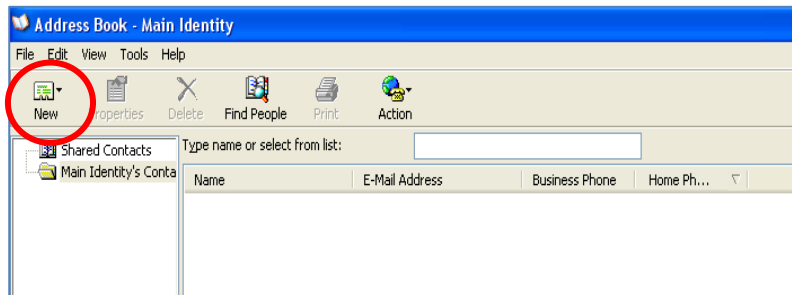 Address Book - Main Identity
File Edit View Tools Help
New Properties Delete Find People Print Action
Shared Contacts
Type name or select from list:
Main Identity's Conta
Name E-Mail Address Business Phone Home Ph...